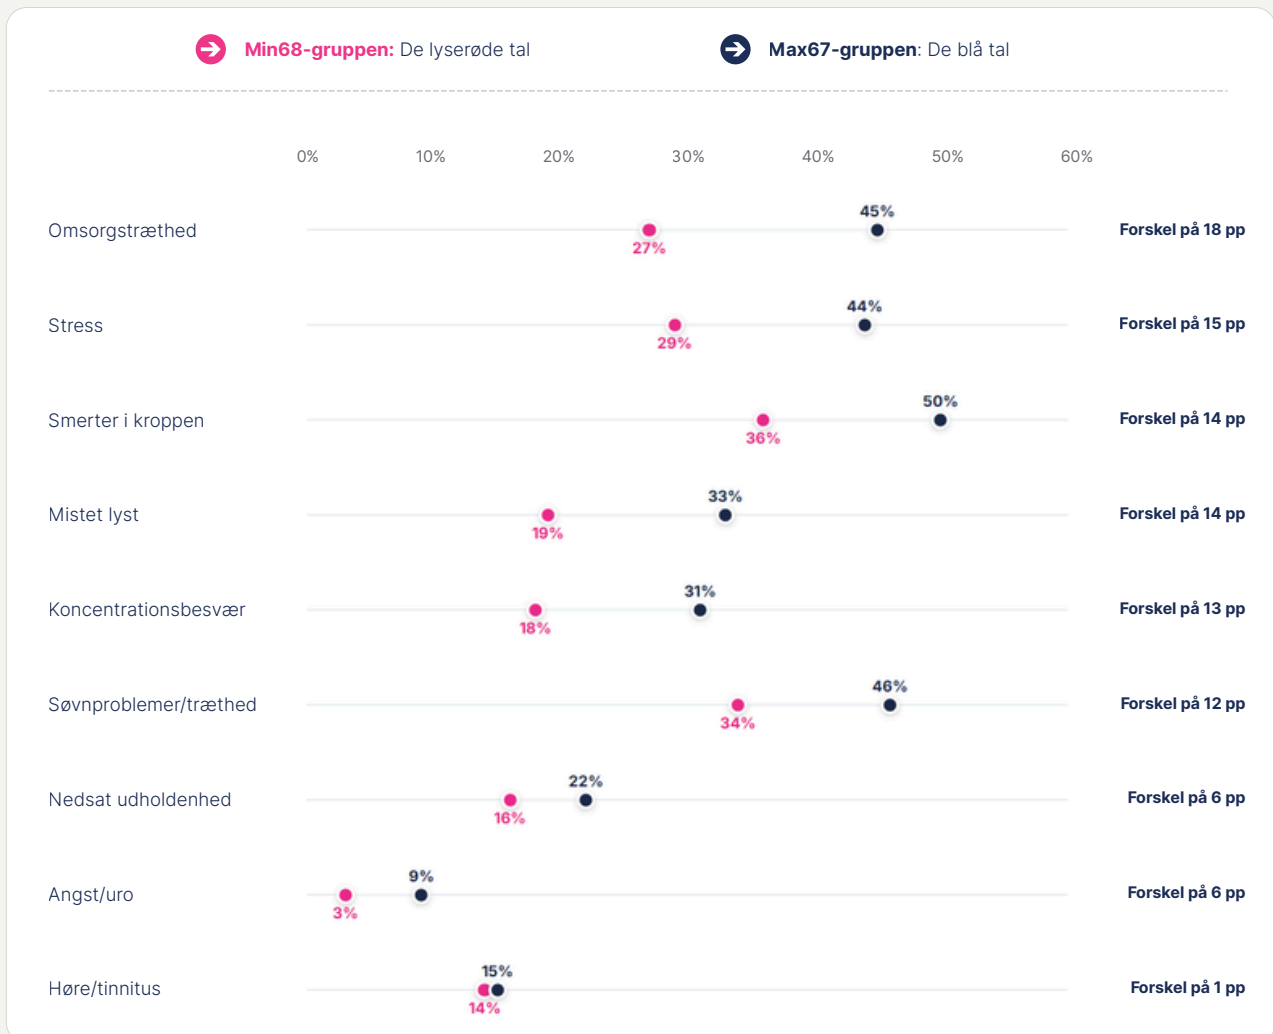 Min68-gruppen: De lyserøde tal
Max67-gruppen: De blå tal
0% 10% 20% 30% 40% 50% 60%
Omsorgstræthed
45%
27%
Forskel på 18 pp
Stress
44%
29%
Forskel på 15 pp
Smerter i kroppen
50%
36%
Forskel på 14 pp
Mistet lyst
33%
19%
Forskel på 14 pp
Koncentrationsbesvær
31%
18%
Forskel på 13 pp
Søvnproblemer/træthed
46%
34%
Forskel på 12 pp
Nedsat udholdenhed
22%
16%
Forskel på 6 pp
Angst/uro
9%
3%
Forskel på 6 pp
Høre/tinnitus
15%
14%
Forskel på 1 pp